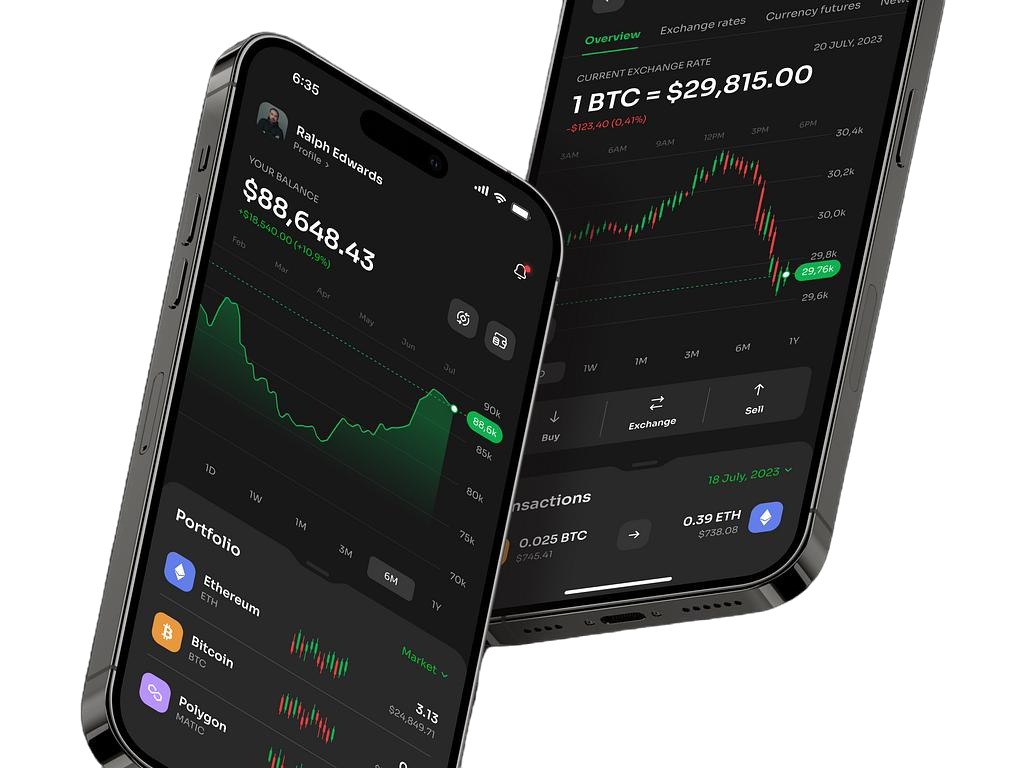 6:35
Ralph Edwards
Profile >
YOUR BALANCE
$88,648.43
+$18,540.00 (+10,9%)
Feb
Mar
Apr
May
Jun
Jul
90k
88,6k
85k
80k
75k
70k
1D
1W
1M
3M
6M
1Y
Portfolio
Market
Ethereum
ETH
3.13
$24,849.71
Bitcoin
BTC
Polygon
MATIC
Overview Exchange rates Currency futures News
20 JULY, 2023
CURRENT EXCHANGE RATE
1 BTC = $29,815.00
-$123,40 (0,41%)
3AM 6AM 9AM 12PM 3PM 6PM
30,4k
30,2k
30,0k
29,8k
29,76k
29,6k
1W 1M 3M 6M 1Y
Buy Exchange Sell
nsactions
18 July, 2023
0.025 BTC
$745.41
0.39 ETH
$738.08